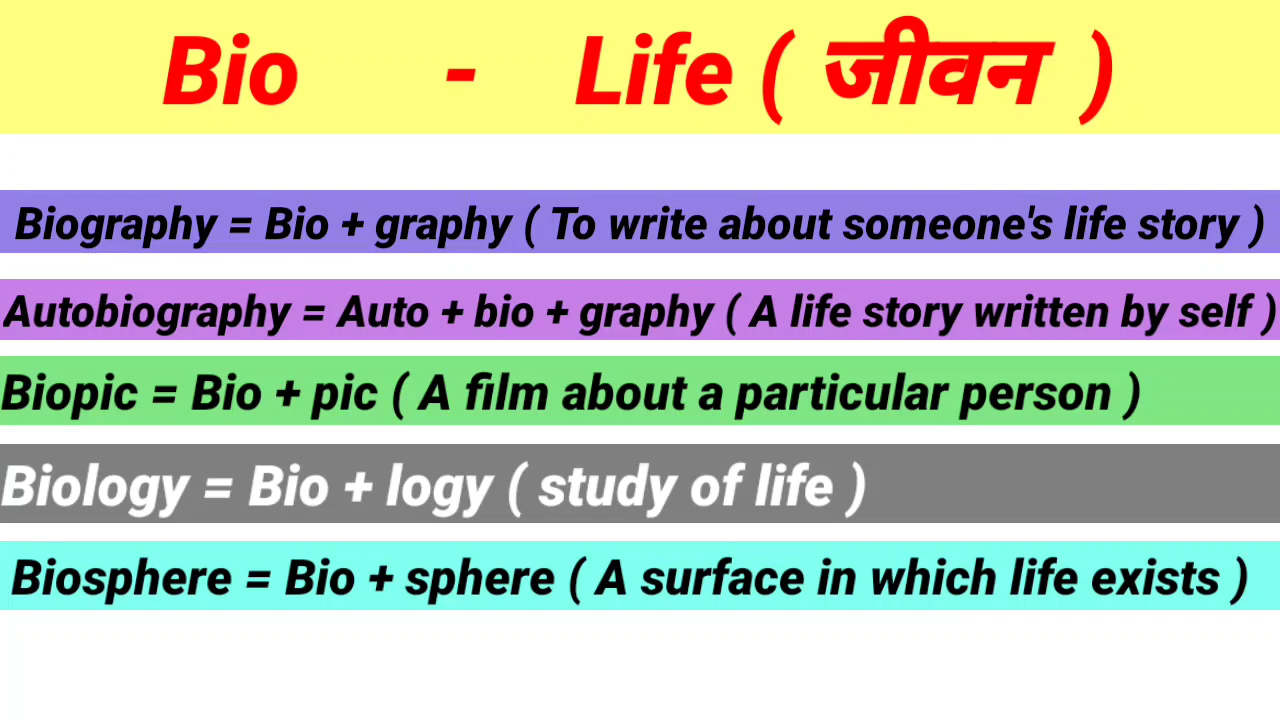 Bio - Life ( जीवन )
Biography = Bio + graphy ( To write about someone's life story )
Autobiography = Auto + bio + graphy ( A life story written by self )
Biopic = Bio + pic ( A film about a particular person )
Biology = Bio + logy ( study of life )
Biosphere = Bio + sphere ( A surface in which life exists )